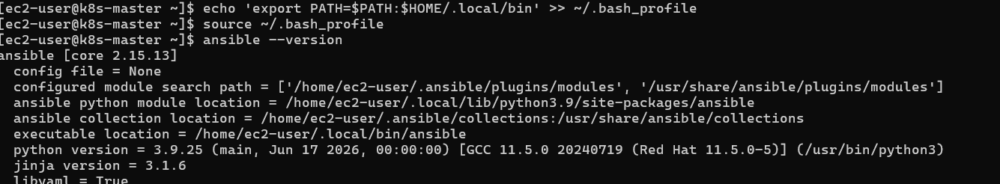 [ec2-user@k8s-master ~]$ echo 'export PATH=$PATH:$HOME/.local/bin' >> ~/.bash_profile
[ec2-user@k8s-master ~]$ source ~/.bash_profile
[ec2-user@k8s-master ~]$ ansible --version
ansible [core 2.15.13]
  config file = None
  configured module search path = ['/home/ec2-user/.ansible/plugins/modules', '/usr/share/ansible/plugins/modules']
  ansible python module location = /home/ec2-user/.local/lib/python3.9/site-packages/ansible
  ansible collection location = /home/ec2-user/.ansible/collections:/usr/share/ansible/collections
  executable location = /home/ec2-user/.local/bin/ansible
  python version = 3.9.25 (main, Jun 17 2026, 00:00:00) [GCC 11.5.0 20240719 (Red Hat 11.5.0-5)] (/usr/bin/python3)
  jinja version = 3.1.6
  libyaml = True